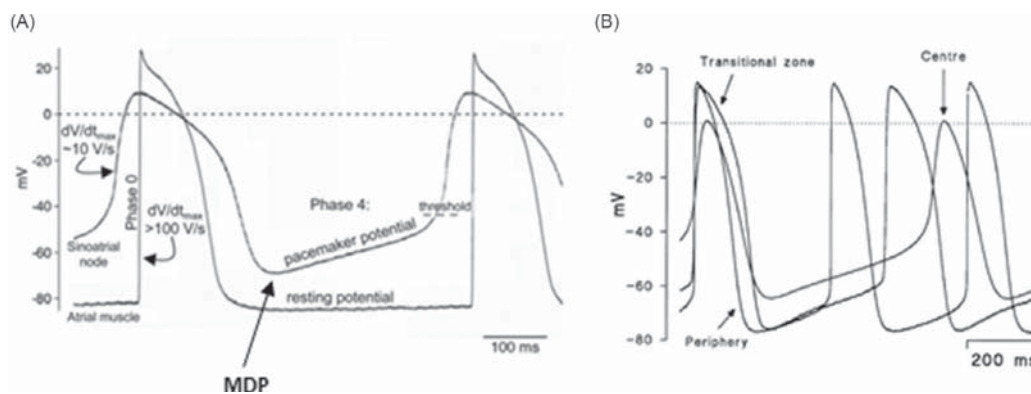 (A)
20
0
-20
-40
-60
-80
mV
dV/dtmax
~10 V/s
Phase 0
dV/dtmax
>100 V/s
Sinoatrial
node
Atrial muscle
Phase 4:
threshold
pacemaker potential
resting potential
100 ms
MDP
(B)
20
0
-20
-40
-60
-80
mV
Transitional zone
Centre
Periphery
200 ms